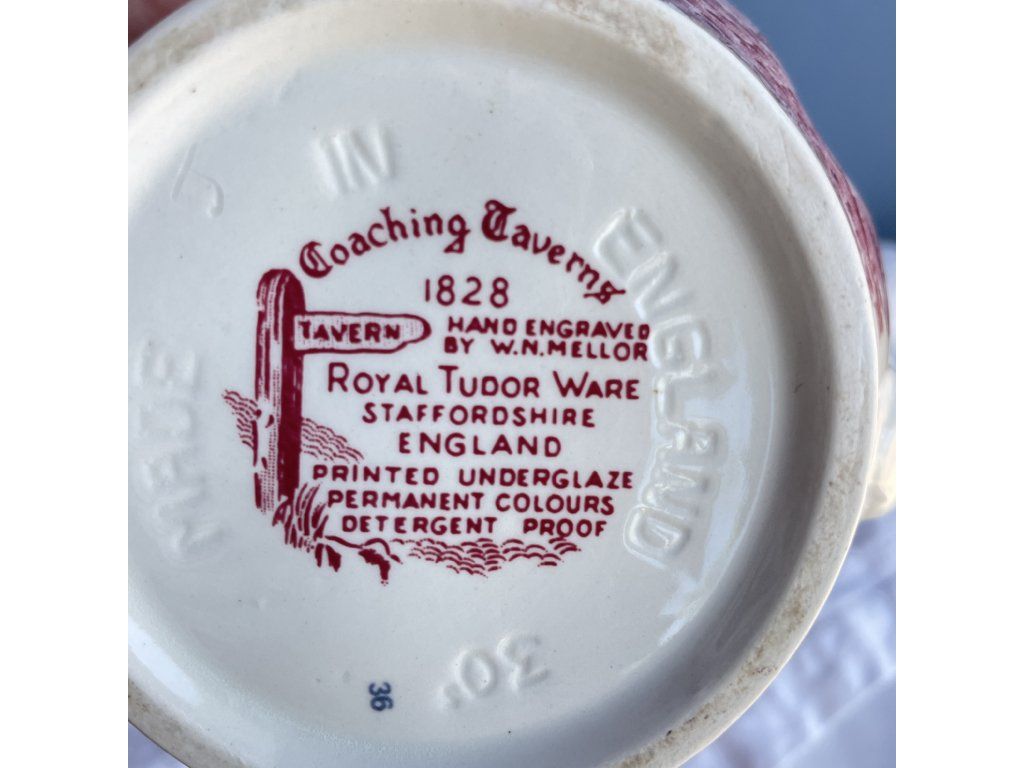 Coaching Taverns
1828
TAVERN
HAND ENGRAVED
BY W.N. MELLOR
ROYAL TUDOR WARE
STAFFORDSHIRE
ENGLAND
PRINTED UNDERGLAZE
PERMANENT COLOURS
DETERGENT PROOF
MADE IN ENGLAND
30s
36